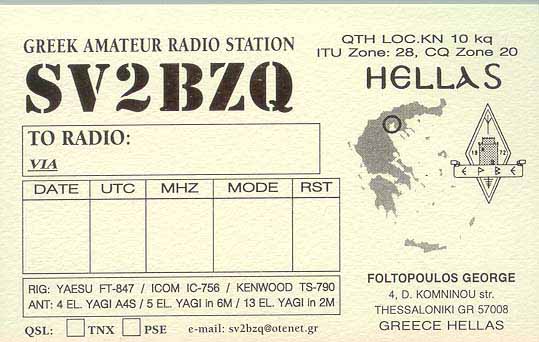 GREEK AMATEUR RADIO STATION
SV2BZQ
QTH LOC.KN 10 kq
ITU Zone: 28, CQ Zone 20
HELLAS
TO RADIO:
VIA
DATE UTC MHZ MODE RST
19 72
ΕΡΒΕ
RIG: YAESU FT-847 / ICOM IC-756 / KENWOOD TS-790
ANT: 4 EL. YAGI A4S / 5 EL. YAGI in 6M / 13 EL. YAGI in 2M
QSL: TNX PSE e-mail: sv2bzq@otenet.gr
FOLTOPOULOS GEORGE
4, D. KOMNINOU str.
THESSALONIKI GR 57008
GREECE HELLAS